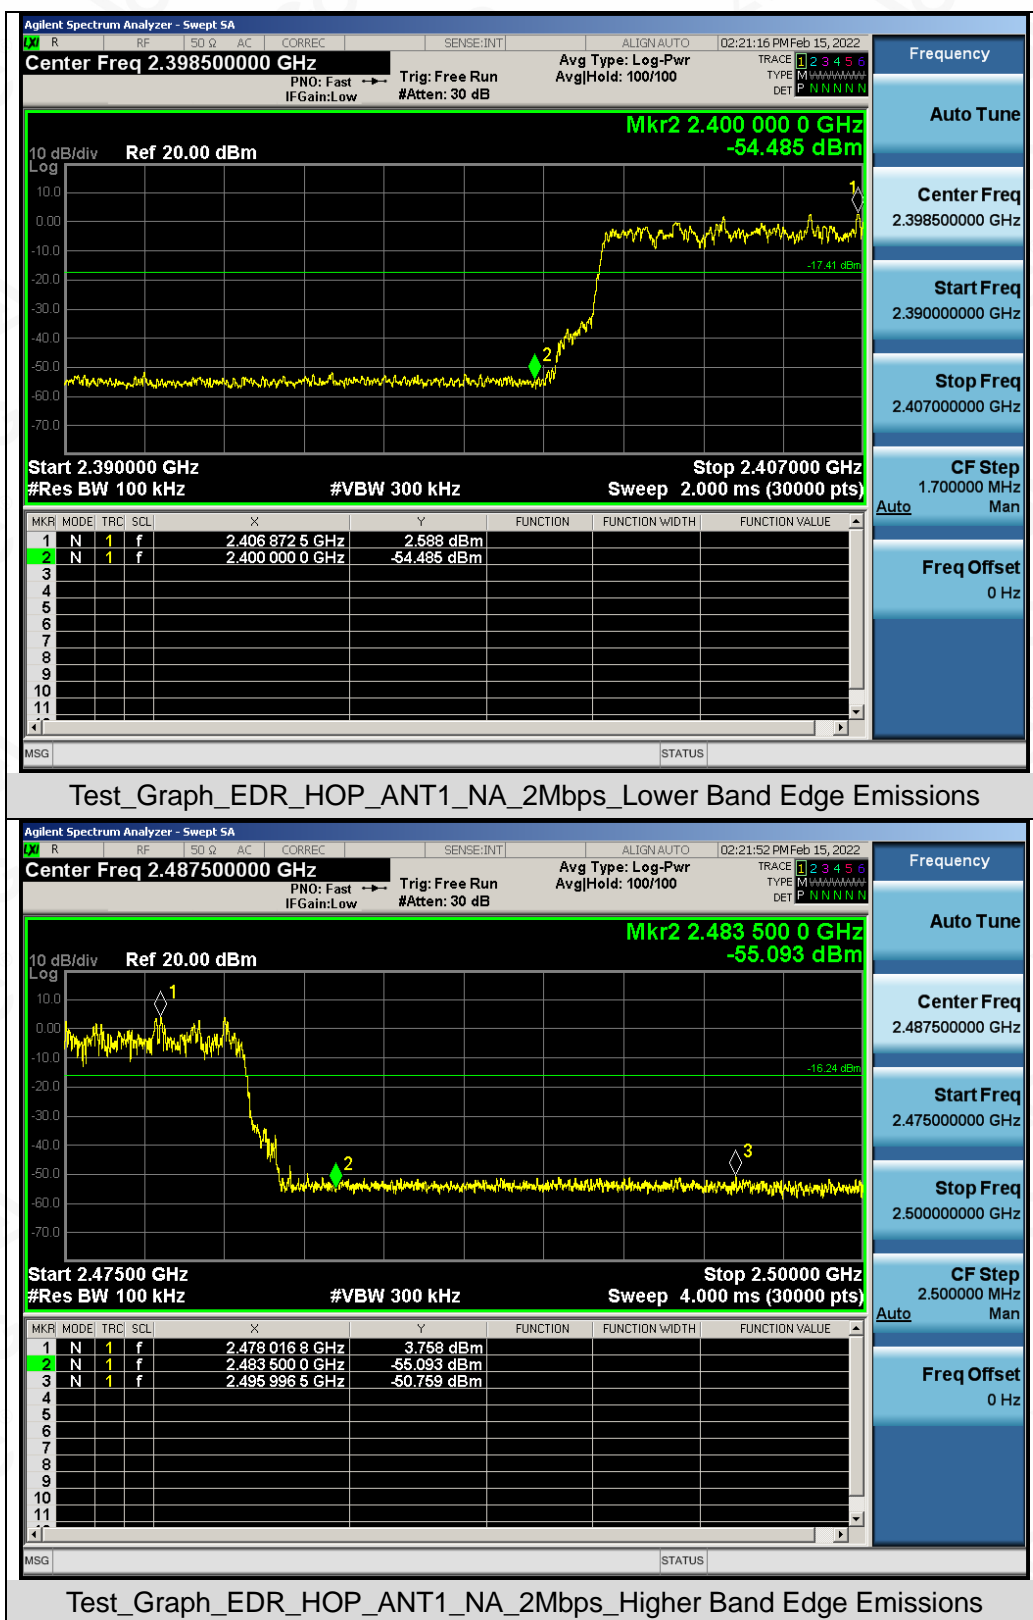 Agilent Spectrum Analyzer - Swept SA
LXI R RF 50 Ω AC CORREC SENSE:INT ALIGN AUTO 02:21:16 PM Feb 15, 2022
Center Freq 2.398500000 GHz Avg Type: Log-Pwr TRACE 1 2 3 4 5 6
PNO: Fast Trig: Free Run Avg|Hold: 100/100 TYPE M
IFGain:Low #Atten: 30 dB DET P N N N N N
Frequency
Mkr2 2.400 000 0 GHz
-54.485 dBm
10 dB/div Ref 20.00 dBm
Log
10.0
0.00
-10.0
-20.0
-30.0
-40.0
-50.0
-60.0
-70.0
1
-17.41 dBm
2
Start 2.390000 GHz Stop 2.407000 GHz
#Res BW 100 kHz #VBW 300 kHz Sweep 2.000 ms (30000 pts)
MKR MODE TRC SCL X Y FUNCTION FUNCTION WIDTH FUNCTION VALUE
1 N 1 f 2.406 872 5 GHz 2.588 dBm
2 N 1 f 2.400 000 0 GHz -54.485 dBm
3
4
5
6
7
8
9
10
11
MSG STATUS
Auto Tune
Center Freq
2.398500000 GHz
Start Freq
2.390000000 GHz
Stop Freq
2.407000000 GHz
CF Step
1.700000 MHz
Auto Man
Freq Offset
0 Hz
Test_Graph_EDR_HOP_ANT1_NA_2Mbps_Lower Band Edge Emissions
Agilent Spectrum Analyzer - Swept SA
LXI R RF 50 Ω AC CORREC SENSE:INT ALIGN AUTO 02:21:52 PM Feb 15, 2022
Center Freq 2.487500000 GHz Avg Type: Log-Pwr TRACE 1 2 3 4 5 6
PNO: Fast Trig: Free Run Avg|Hold: 100/100 TYPE M
IFGain:Low #Atten: 30 dB DET P N N N N N
Frequency
Mkr2 2.483 500 0 GHz
-55.093 dBm
10 dB/div Ref 20.00 dBm
Log
10.0
0.00
-10.0
-20.0
-30.0
-40.0
-50.0
-60.0
-70.0
1
-16.24 dBm
2
3
Start 2.47500 GHz Stop 2.50000 GHz
#Res BW 100 kHz #VBW 300 kHz Sweep 4.000 ms (30000 pts)
MKR MODE TRC SCL X Y FUNCTION FUNCTION WIDTH FUNCTION VALUE
1 N 1 f 2.478 016 8 GHz 3.758 dBm
2 N 1 f 2.483 500 0 GHz -55.093 dBm
3 N 1 f 2.495 996 5 GHz -50.759 dBm
4
5
6
7
8
9
10
11
MSG STATUS
Auto Tune
Center Freq
2.487500000 GHz
Start Freq
2.475000000 GHz
Stop Freq
2.500000000 GHz
CF Step
2.500000 MHz
Auto Man
Freq Offset
0 Hz
Test_Graph_EDR_HOP_ANT1_NA_2Mbps_Higher Band Edge Emissions